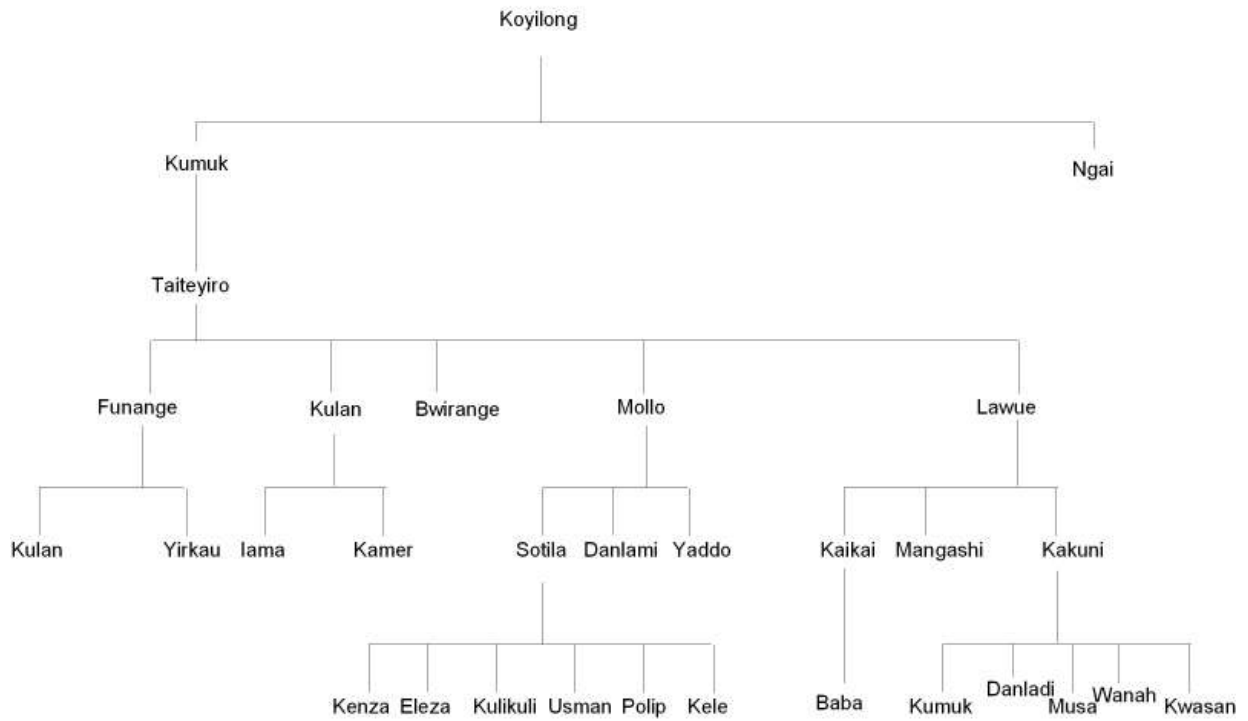 Koyilong
Kumuk Ngai
Taiteyiro
Funange Kulan Bwirange Mollo Lawue
Kulan Yirkau Iama Kamer Sotila Danlami Yaddo Kaikai Mangashi Kakuni
Kenza Eleza Kulikuli Usman Polip Kele Baba Kumuk Danladi Musa Wanah Kwasan